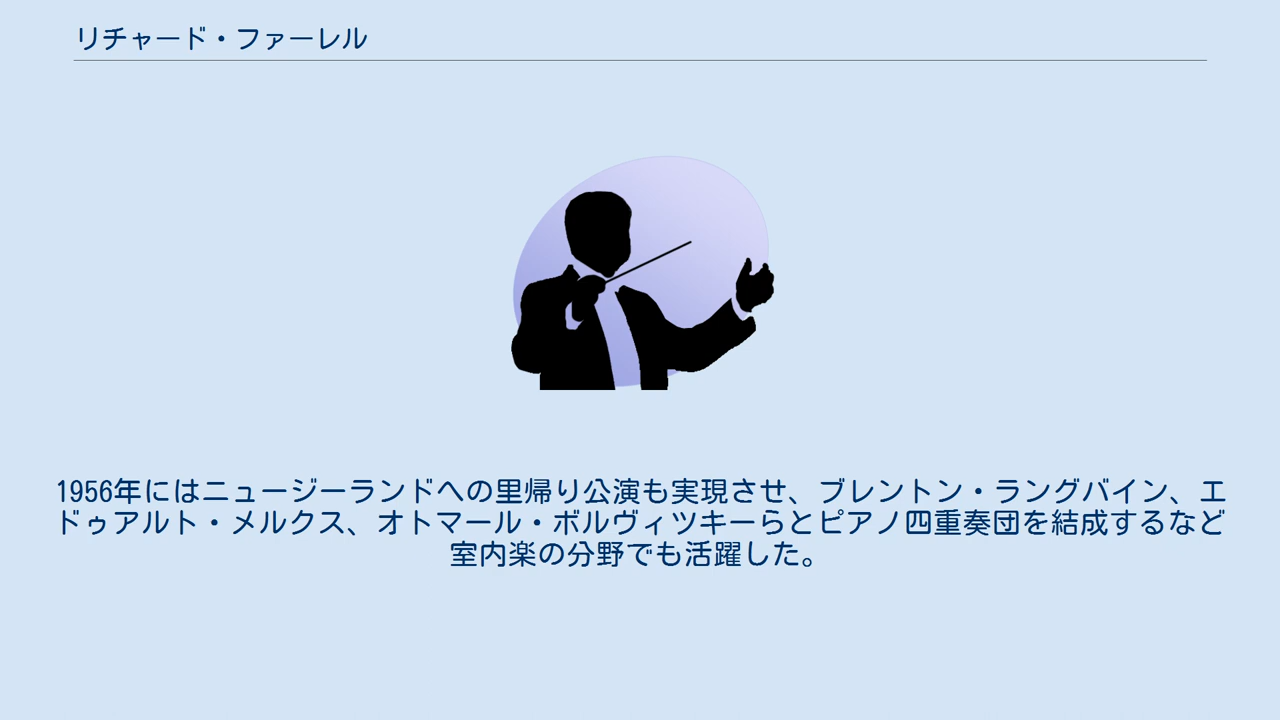 リチャード・ファーレル
1956年にはニュージーランドへの里帰り公演も実現させ、ブレントン・ラングバイン、エ
ドゥアルト・メルクス、オトマール・ボルヴィツキーらとピアノ四重奏団を結成するなど
室内楽の分野でも活躍した。